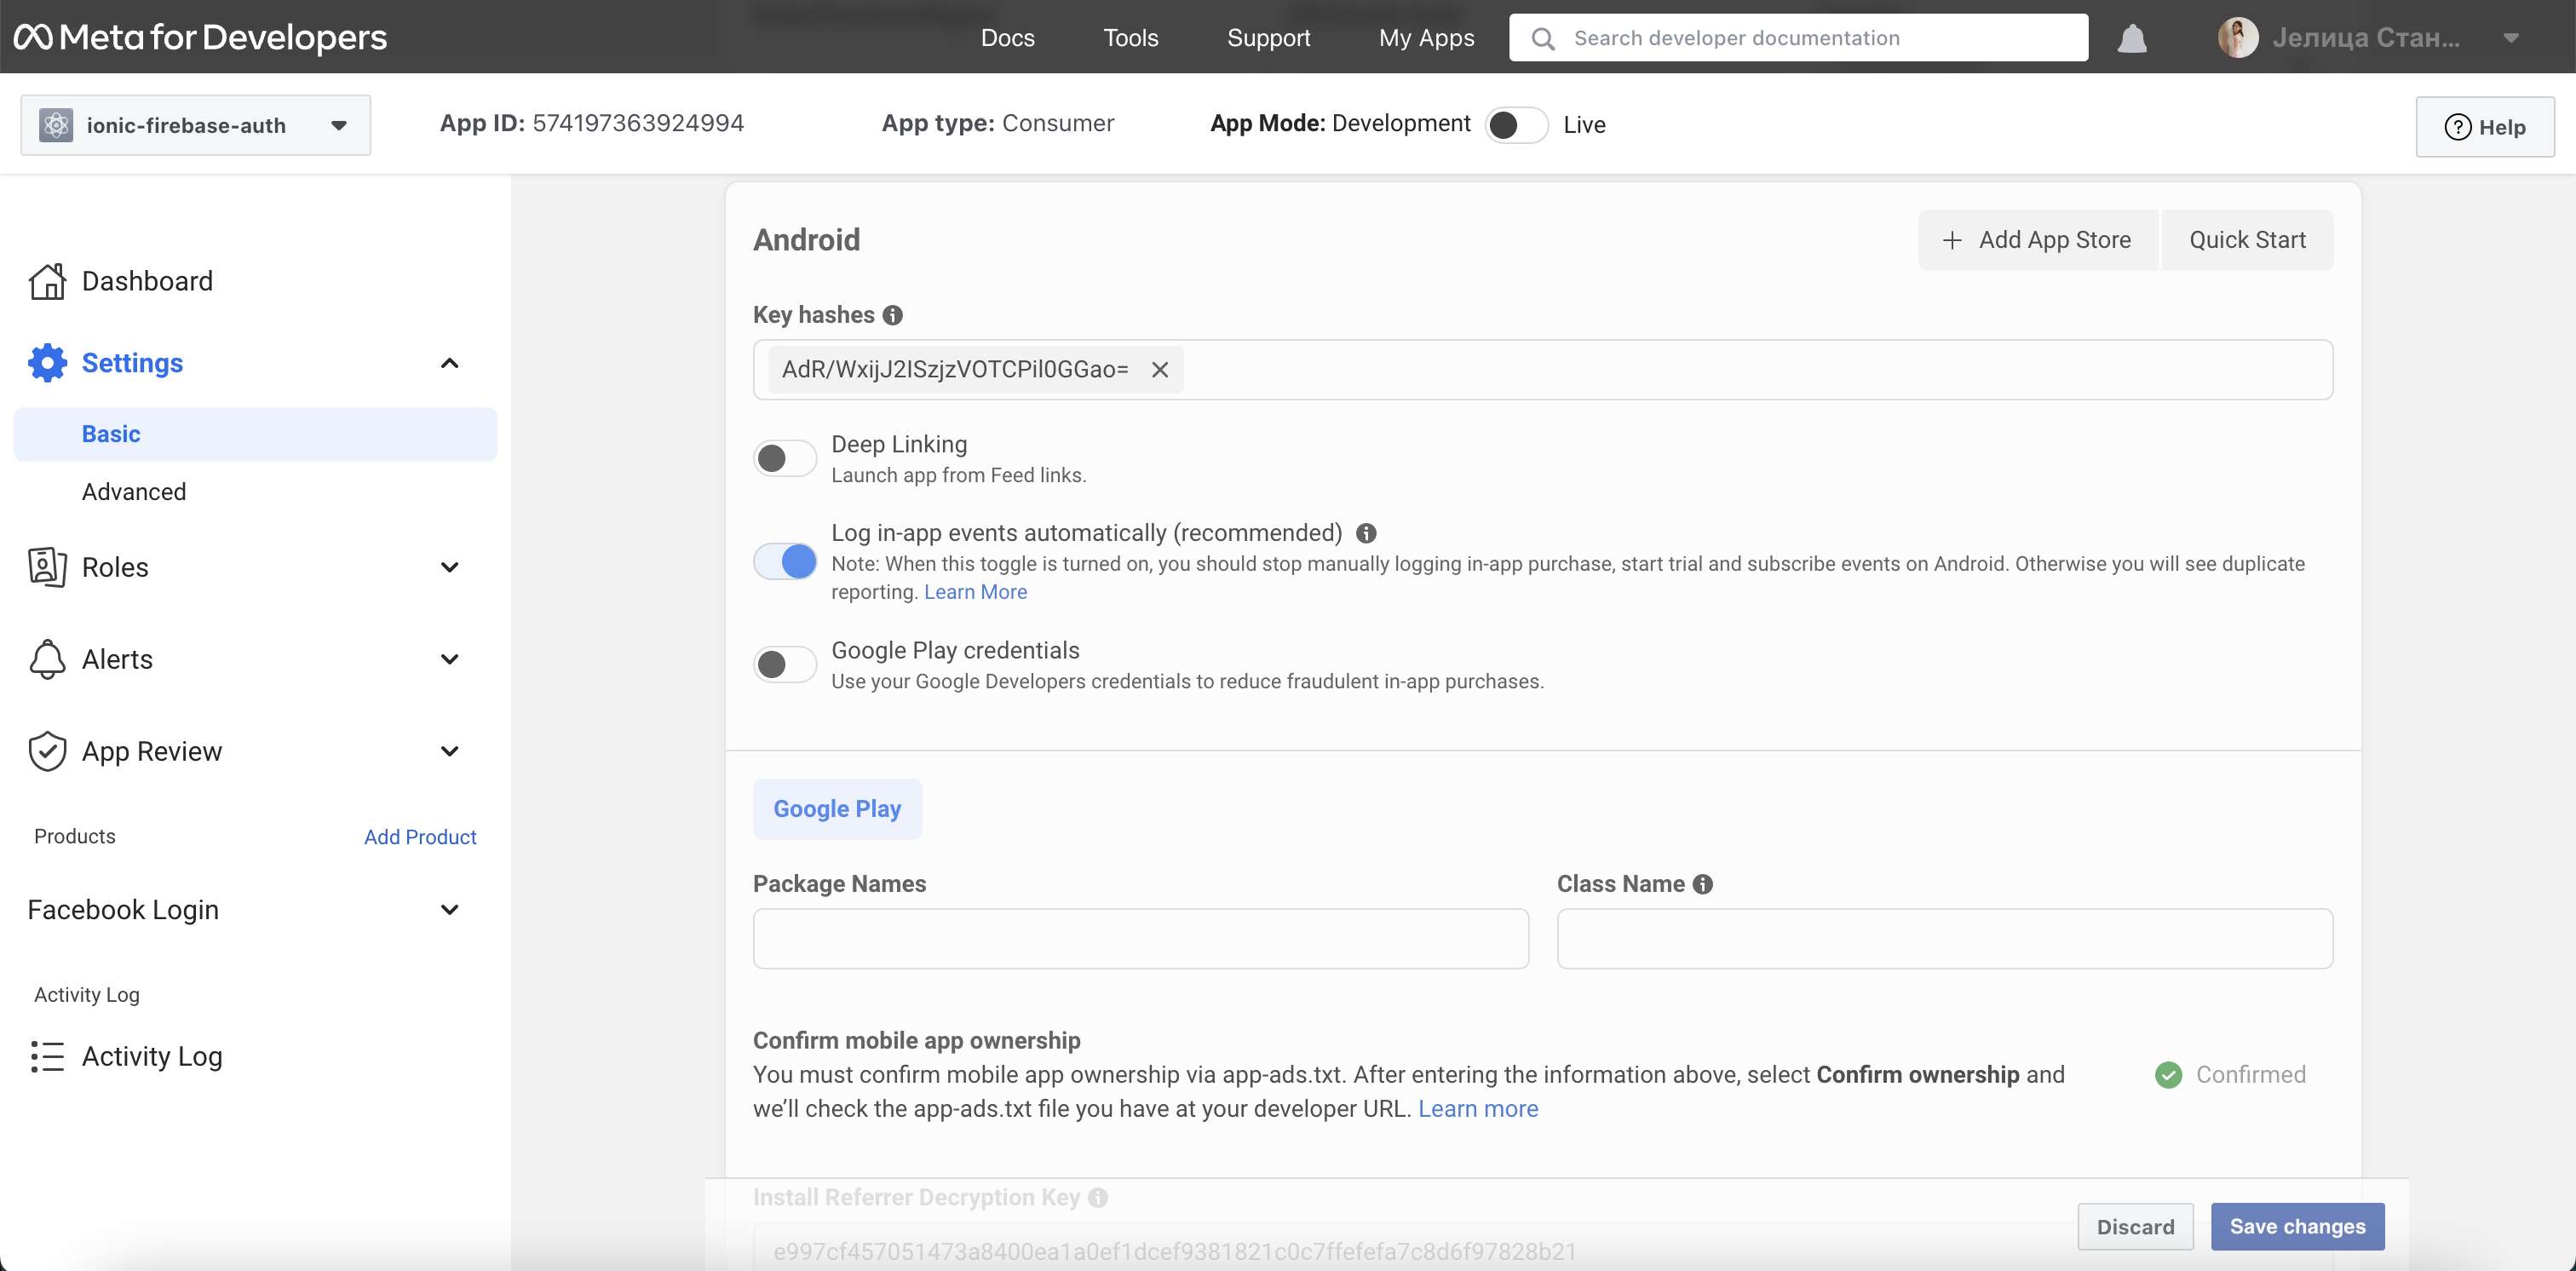 Meta for Developers
Docs
Tools
Support
My Apps
Search developer documentation
Јелица Стан...
ionic-firebase-auth
App ID: 574197363924994
App type: Consumer
App Mode: Development
Live
Help
Dashboard
Settings
Basic
Advanced
Roles
Alerts
App Review
Products
Add Product
Facebook Login
Activity Log
Activity Log
Android
+ Add App Store
Quick Start
Key hashes
AdR/WxijJ2ISzjzVOTCPil0GGao=
Deep Linking
Launch app from Feed links.
Log in-app events automatically (recommended)
Note: When this toggle is turned on, you should stop manually logging in-app purchase, start trial and subscribe events on Android. Otherwise you will see duplicate
reporting. Learn More
Google Play credentials
Use your Google Developers credentials to reduce fraudulent in-app purchases.
Google Play
Package Names
Class Name
Confirm mobile app ownership
You must confirm mobile app ownership via app-ads.txt. After entering the information above, select Confirm ownership and
we’ll check the app-ads.txt file you have at your developer URL. Learn more
Confirmed
Install Referrer Decryption Key
e997cf457051473a8400ea1a0ef1dcef9381821c0c7ffefefa7c8d6f97828b21
Discard
Save changes